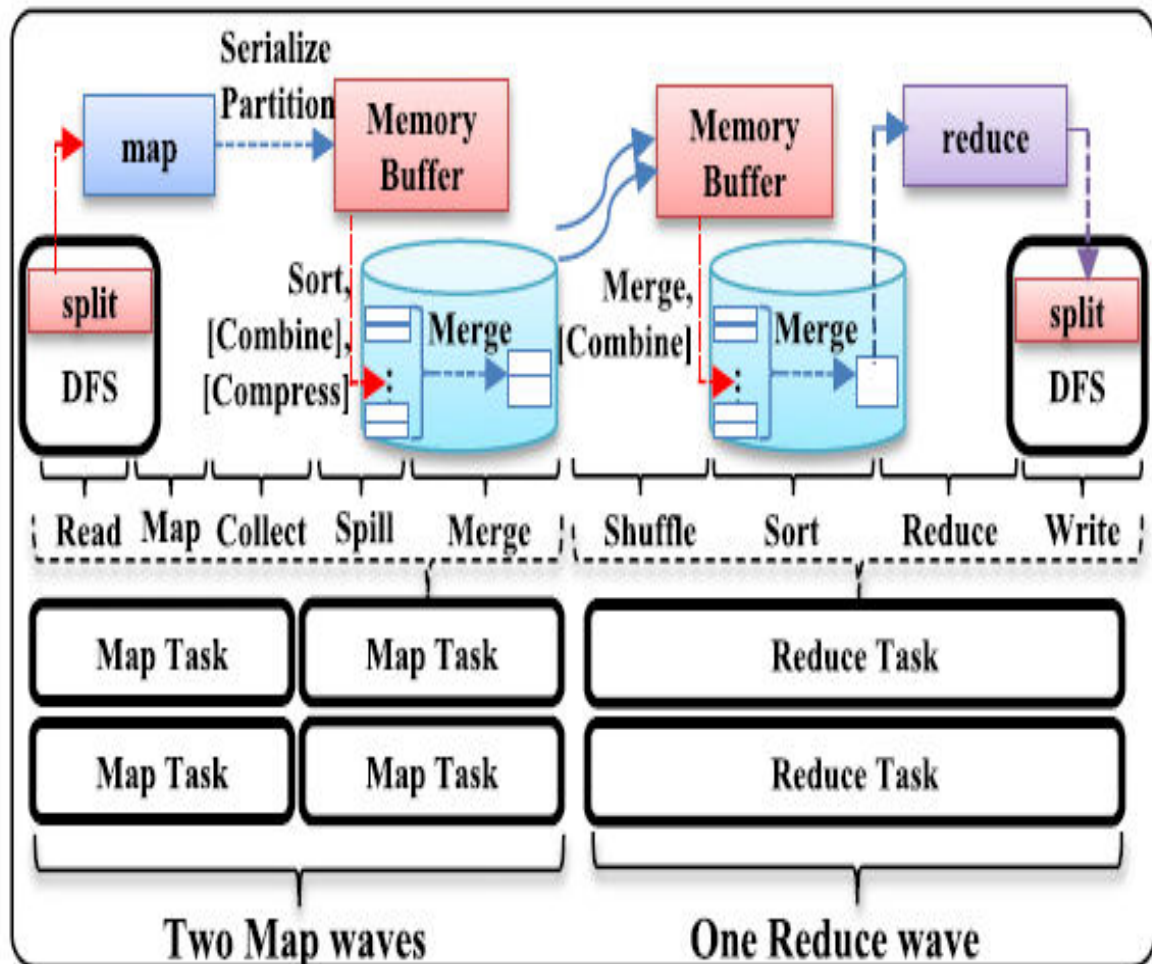 Serialize
Partition
map
Memory
Buffer
Memory
Buffer
reduce
split
DFS
Sort,
[Combine],
[Compress]
Merge
Merge,
[Combine]
Merge
split
DFS
Read
Map
Collect
Spill
Merge
Shuffle
Sort
Reduce
Write
Map Task
Map Task
Reduce Task
Map Task
Map Task
Reduce Task
Two Map waves
One Reduce wave